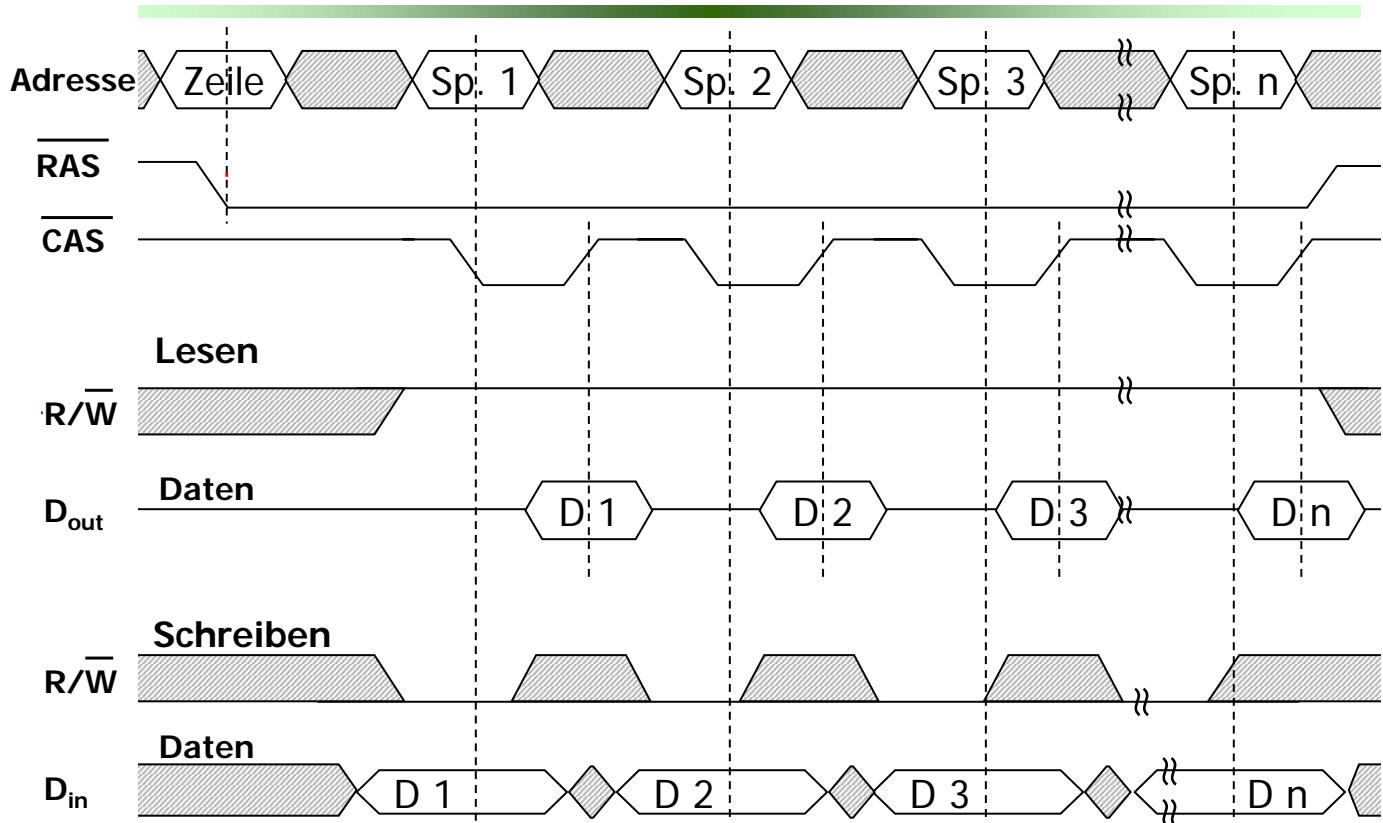 Adresse Zeile Sp. 1 Sp. 2 Sp. 3 Sp. n
RAS
CAS
Lesen
R/W
Daten
Dout D 1 D 2 D 3 D n
Schreiben
R/W
Daten
Din D 1 D 2 D 3 D n